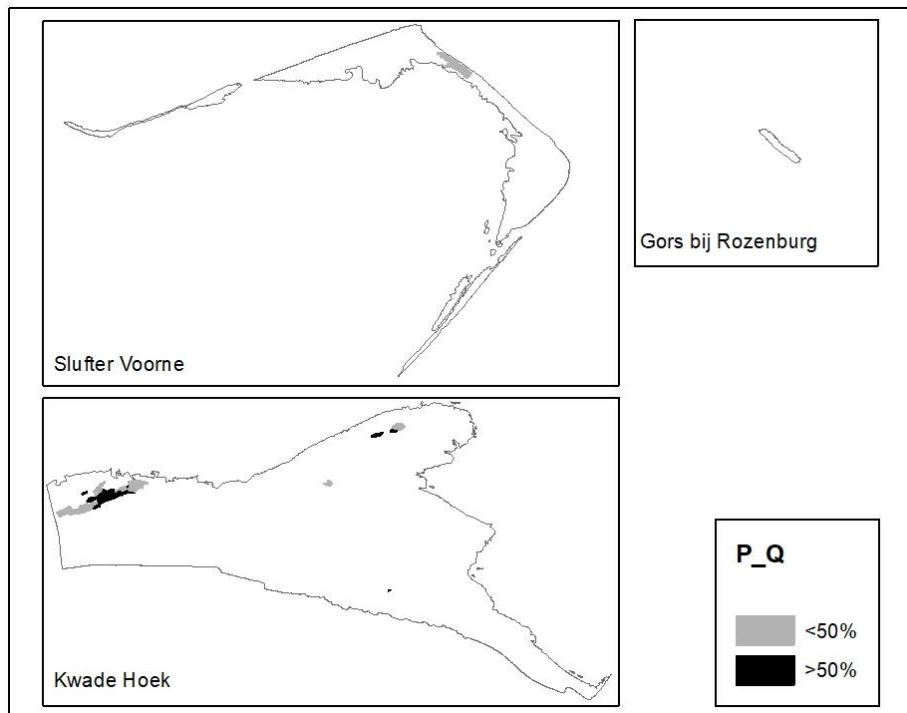 Slufter Voorne
Gors bij Rozenburg
Kwade Hoek
P_Q
<50%
>50%